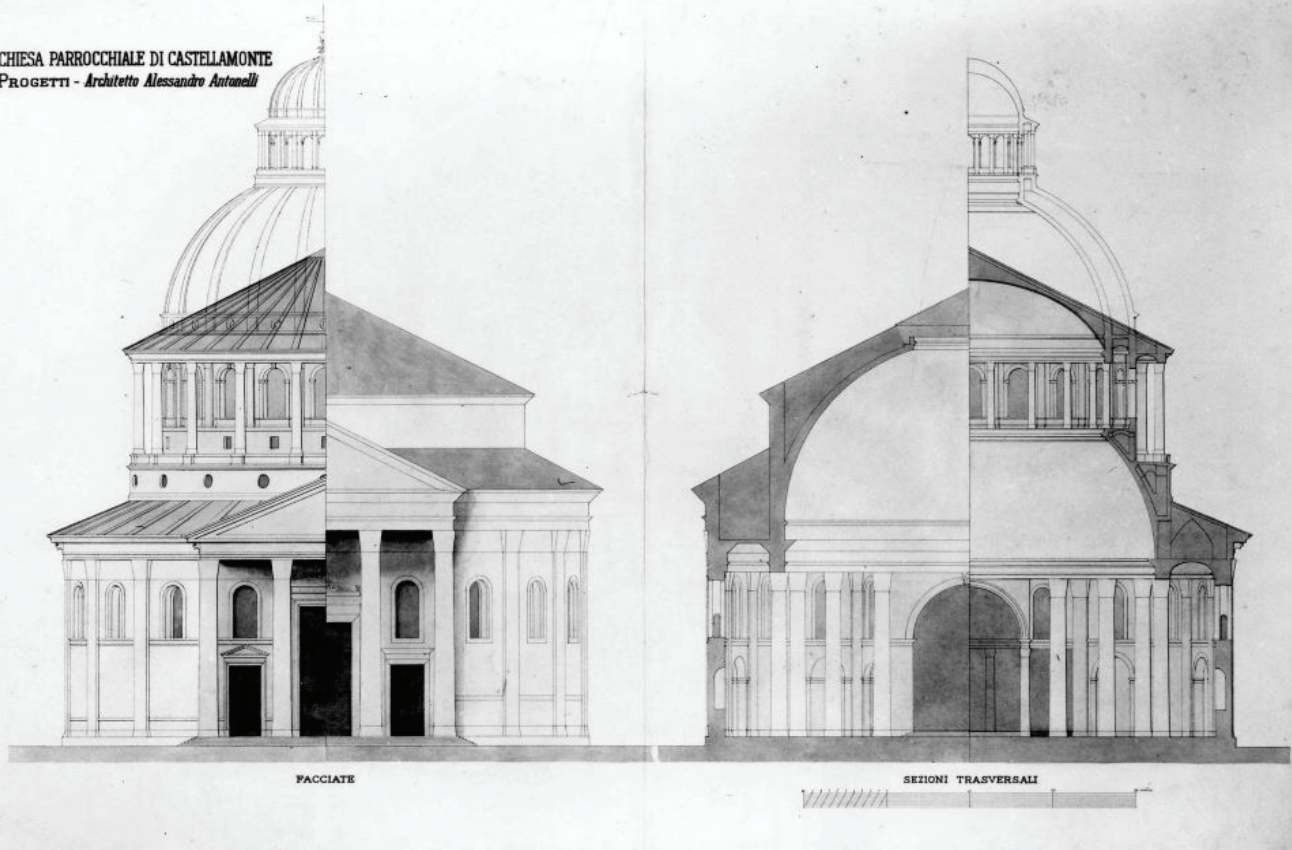 CHIESA PARROCCHIALE DI CASTELLAMONTE
PROGETTI - Architetto Alessandro Antonelli
FACCIATE
SEZIONI TRASVERSALI